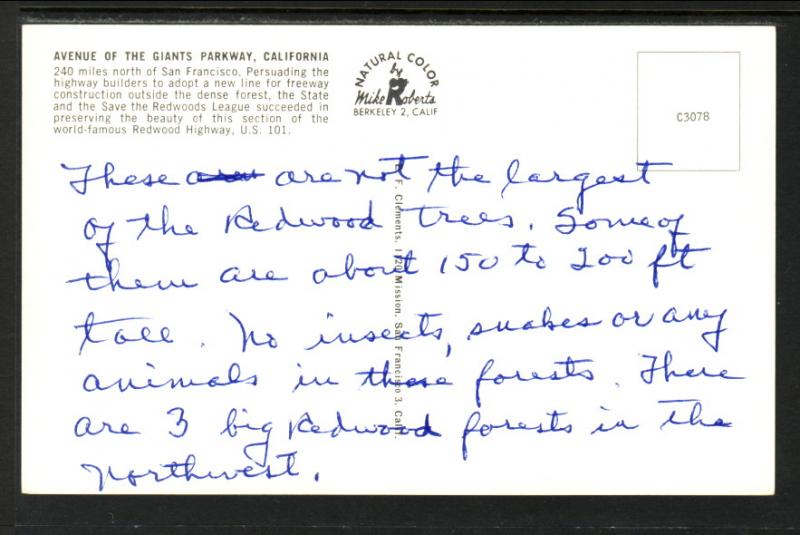 AVENUE OF THE GIANTS PARKWAY, CALIFORNIA
240 miles north of San Francisco. Persuading the
highway builders to adopt a new line for freeway
construction outside the dense forest, the State
and the Save the Redwoods League succeeded in
preserving the beauty of this section of the
world-famous Redwood Highway, U.S. 101.
NATURAL COLOR
by
Mike Roberts
BERKELEY 2, CALIF
C3078
These are not the largest
of the Redwood trees. Some of
them are about 150 to 200 ft
tall. No insects, snakes or any
animals in these forests. There
are 3 big Redwood forests in the
northwest.
F. Clements, 1120 Mission, San Francisco 3, Calif.